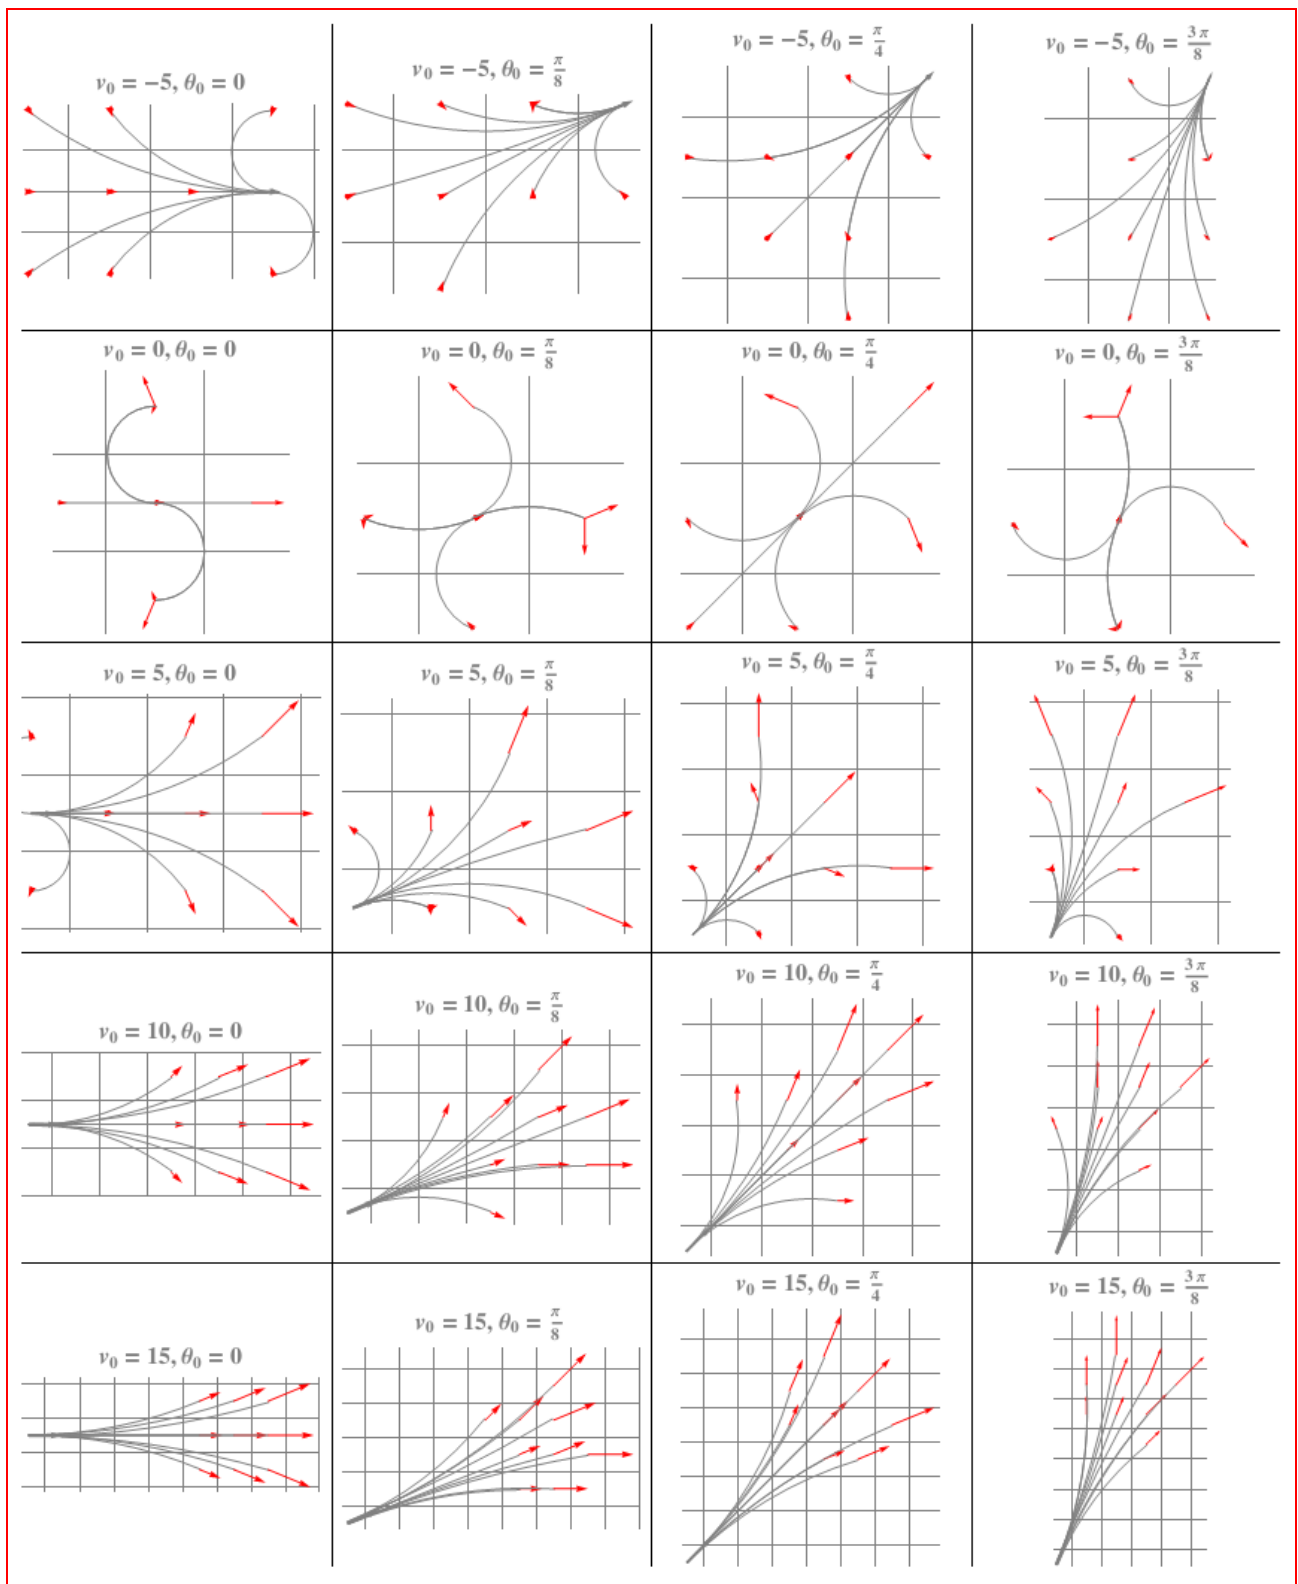 v₀ = −5, θ₀ = 0
v₀ = −5, θ₀ = π/8
v₀ = −5, θ₀ = π/4
v₀ = −5, θ₀ = 3π/8
v₀ = 0, θ₀ = 0
v₀ = 0, θ₀ = π/8
v₀ = 0, θ₀ = π/4
v₀ = 0, θ₀ = 3π/8
v₀ = 5, θ₀ = 0
v₀ = 5, θ₀ = π/8
v₀ = 5, θ₀ = π/4
v₀ = 5, θ₀ = 3π/8
v₀ = 10, θ₀ = 0
v₀ = 10, θ₀ = π/8
v₀ = 10, θ₀ = π/4
v₀ = 10, θ₀ = 3π/8
v₀ = 15, θ₀ = 0
v₀ = 15, θ₀ = π/8
v₀ = 15, θ₀ = π/4
v₀ = 15, θ₀ = 3π/8